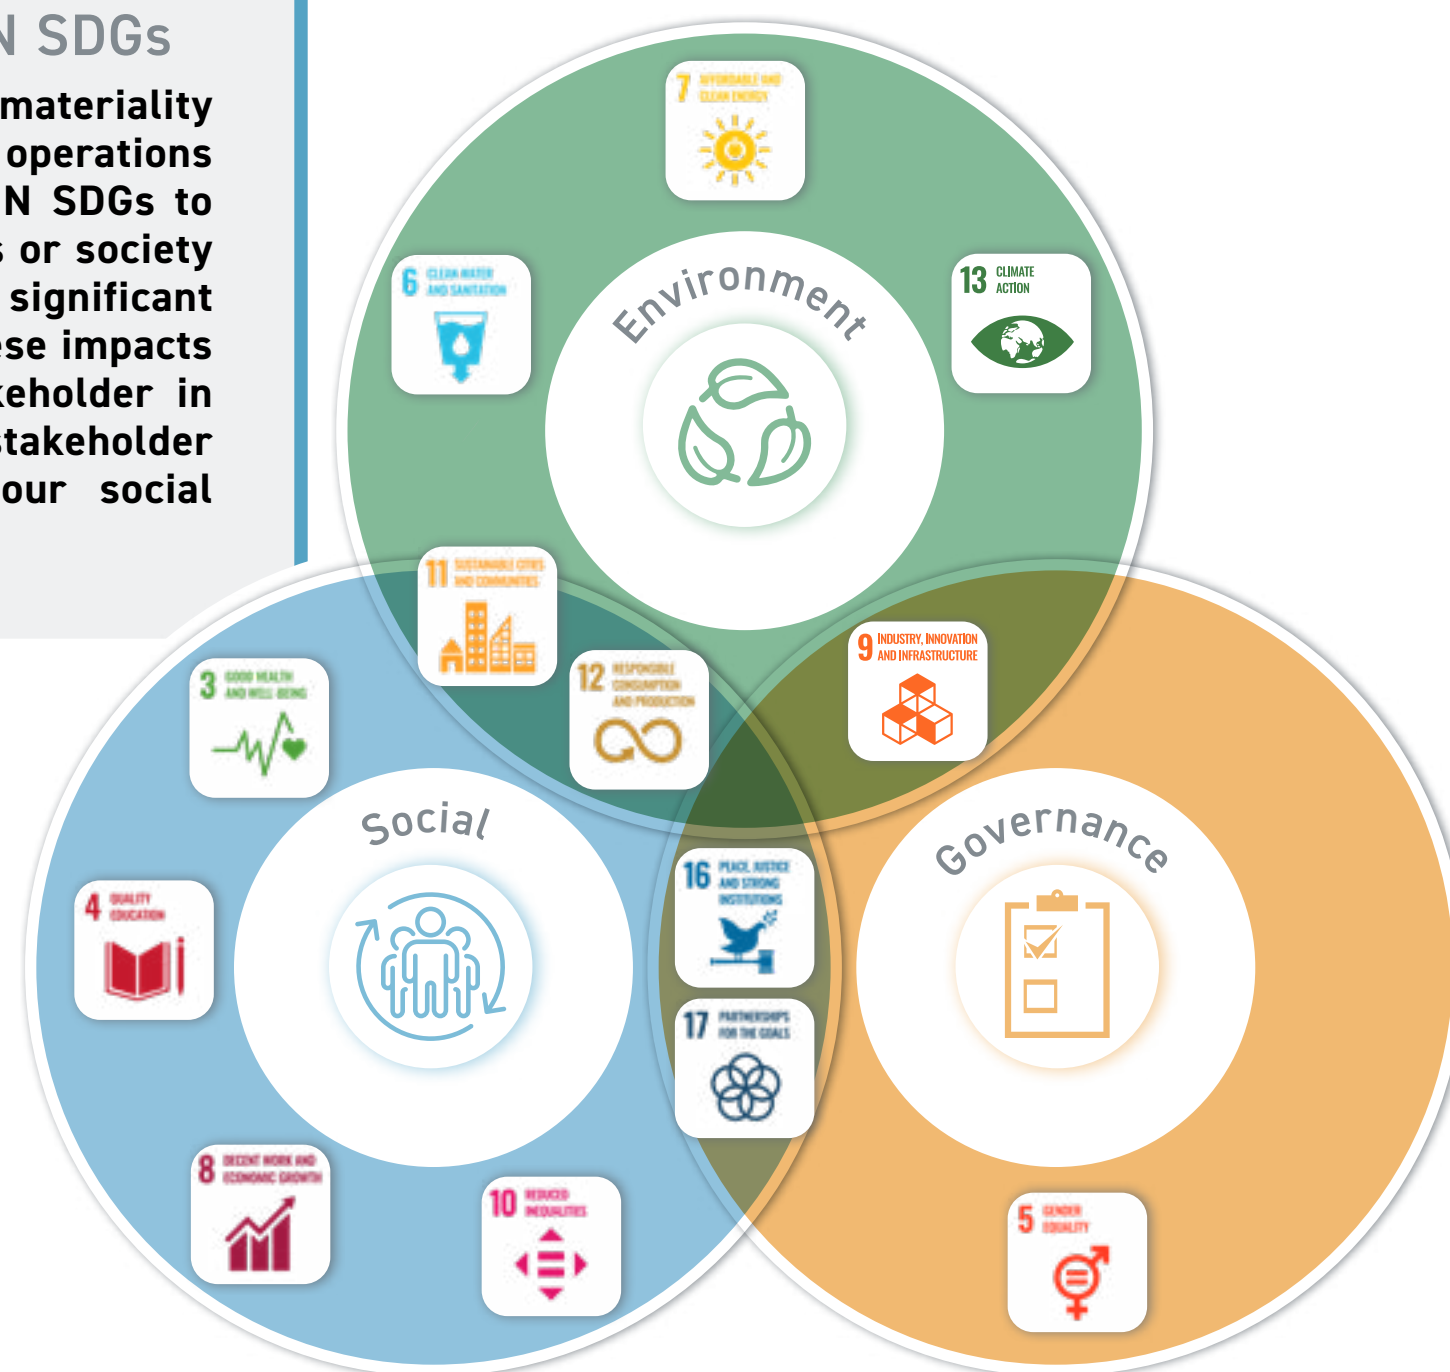 N SDGs
materiality
operations
N SDGs to
s or society
significant
ese impacts
keholder in
stakeholder
our social
7 AFFORDABLE AND
CLEAN ENERGY
6 CLEAN WATER
AND SANITATION
13 CLIMATE
ACTION
Environment
11 SUSTAINABLE CITIES
AND COMMUNITIES
12 RESPONSIBLE
CONSUMPTION
AND PRODUCTION
9 INDUSTRY, INNOVATION
AND INFRASTRUCTURE
3 GOOD HEALTH
AND WELL-BEING
Social
Governance
4 QUALITY
EDUCATION
16 PEACE, JUSTICE
AND STRONG
INSTITUTIONS
17 PARTNERSHIPS
FOR THE GOALS
8 DECENT WORK AND
ECONOMIC GROWTH
10 REDUCED
INEQUALITIES
5 GENDER
EQUALITY